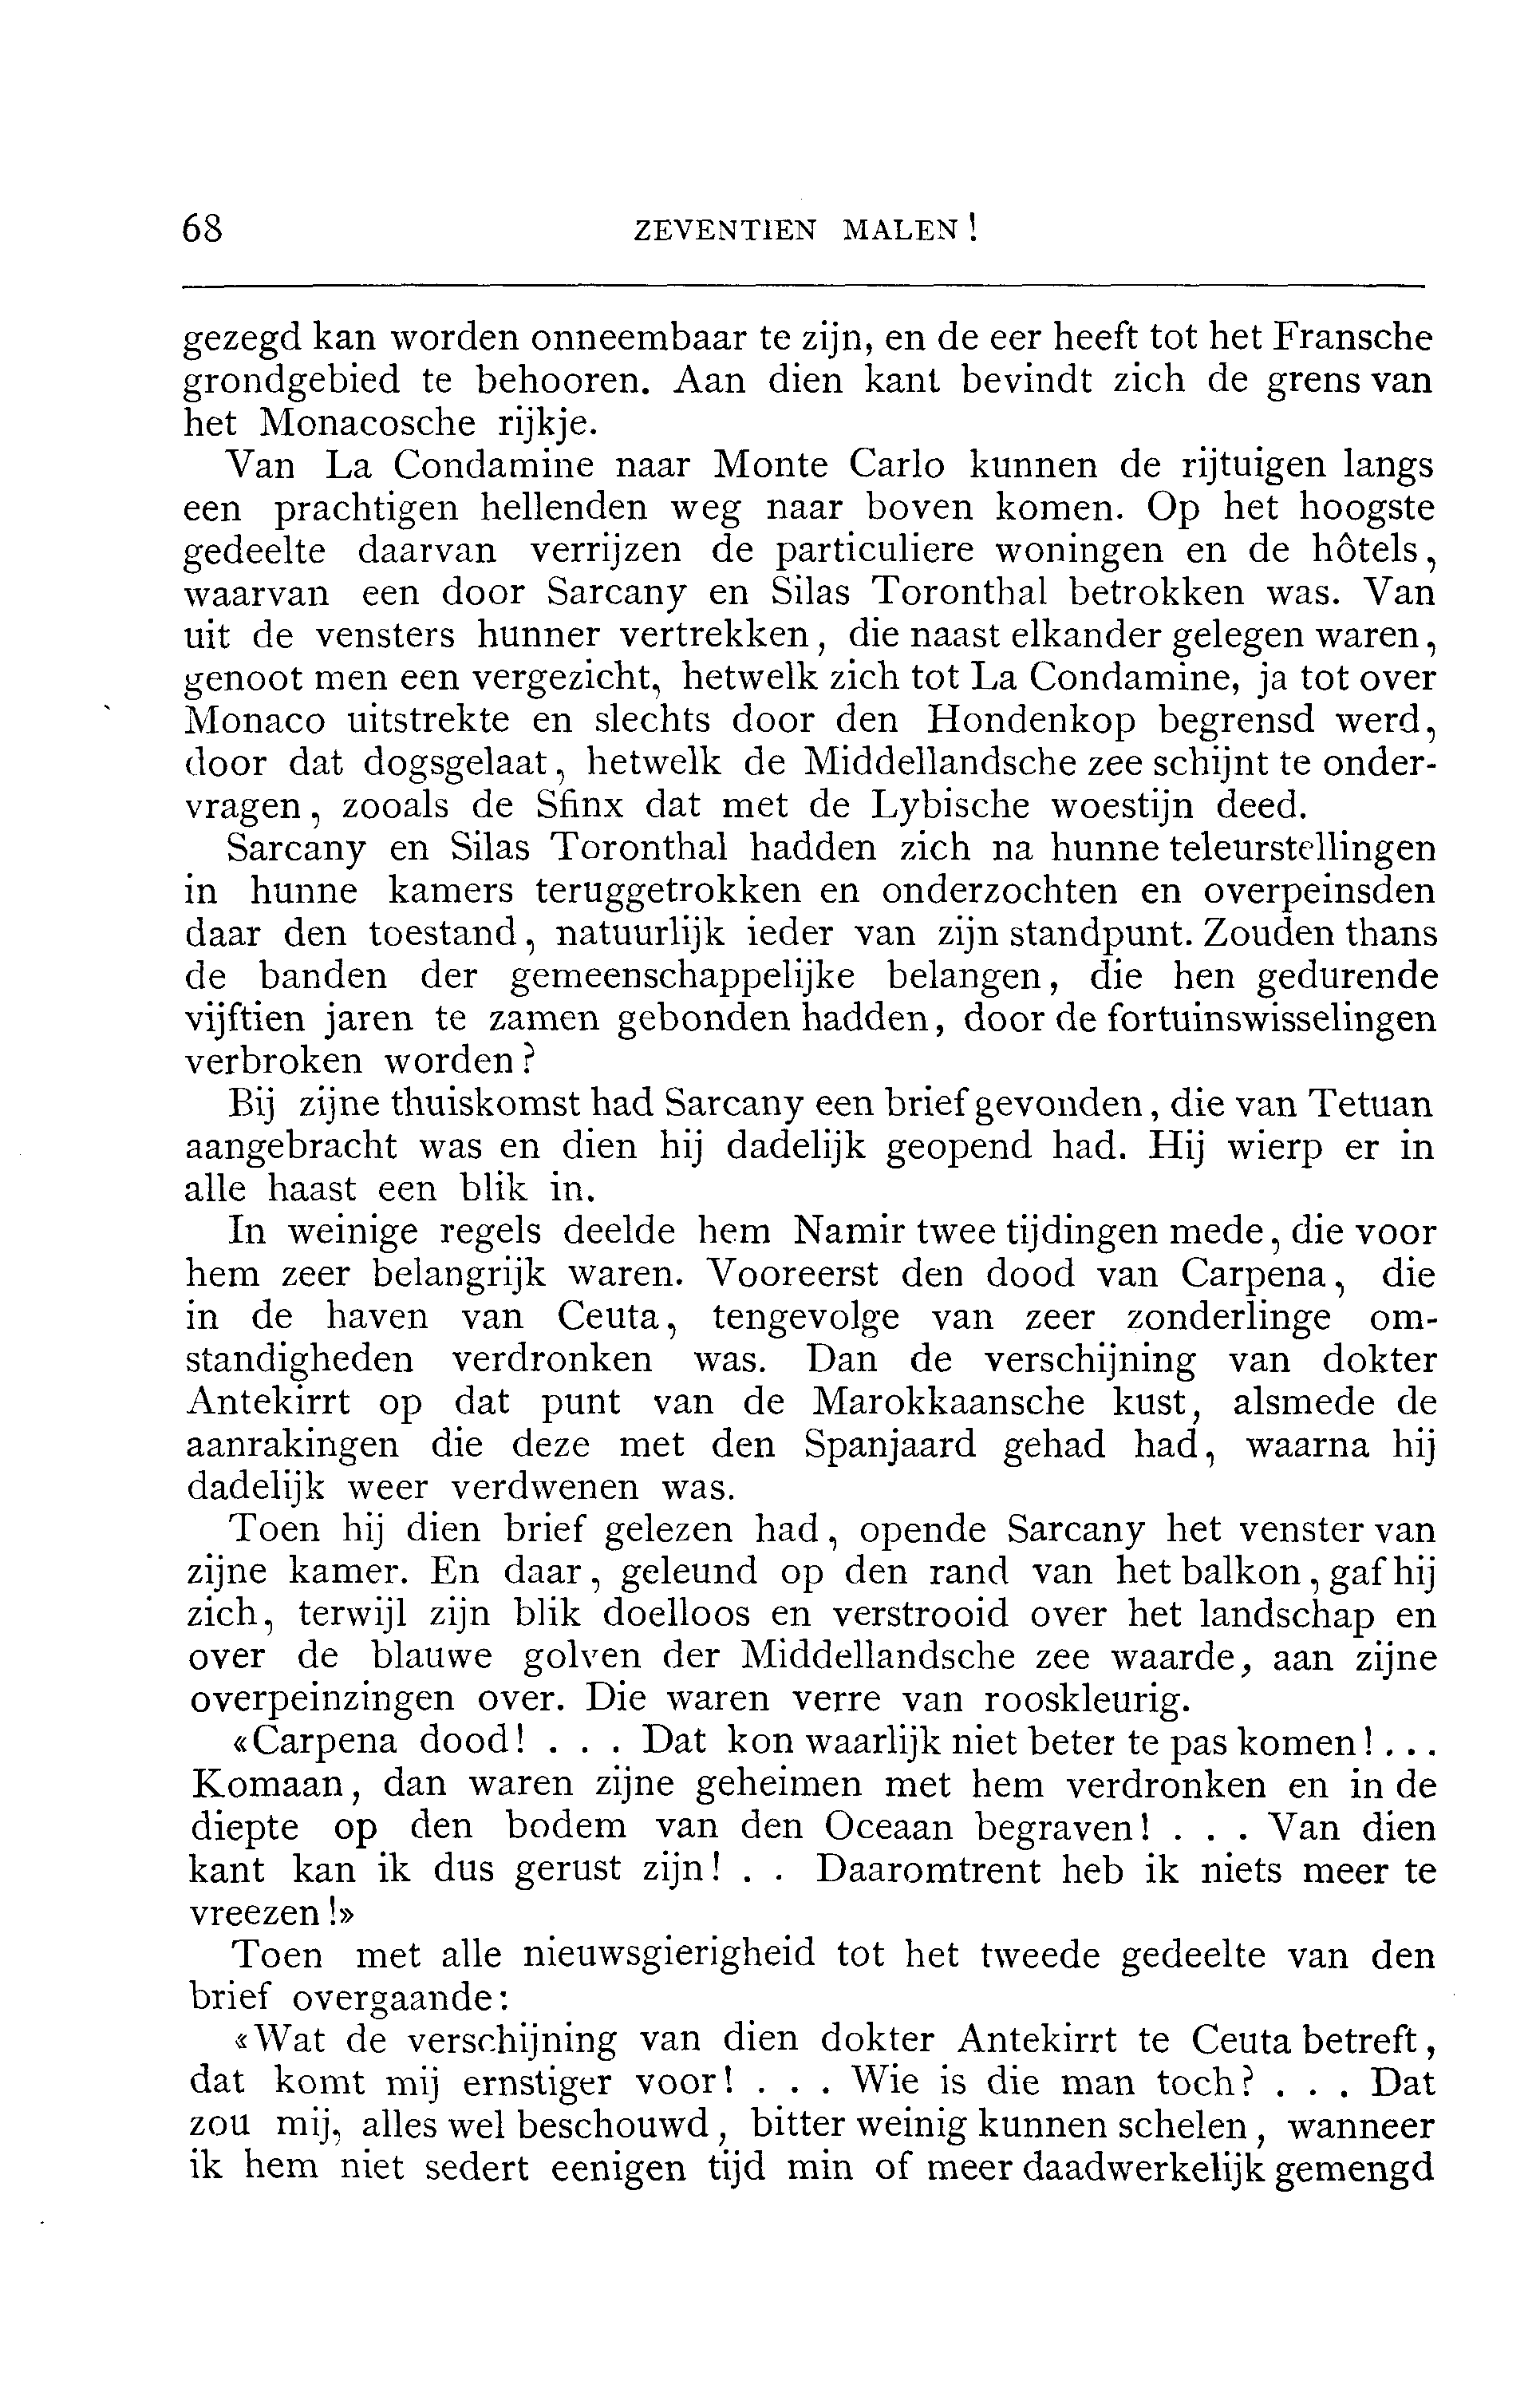 68 ZEVENTIEN MALEN!
gezegd kan worden onneembaar te zijn, en de eer heeft tot het Fransche
grondgebied te behooren. Aan dien kant bevindt zich de grens van
het Monacosche rijkje.
Van La Condamine naar Monte Carlo kunnen de rijtuigen langs
een prachtigen hellenden weg naar boven komen. Op het hoogste
gedeelte daarvan verrijzen de particuliere woningen en de hôtels,
waarvan een door Sarcany en Silas Toronthal betrokken was. Van
uit de vensters hunner vertrekken, die naast elkander gelegen waren,
genoot men een vergezicht, hetwelk zich tot La Condamine, ja tot over
Monaco uitstrekte en slechts door den Hondenkop begrensd werd,
door dat dogsgelaat, hetwelk de Middellandsche zee schijnt te onder-
vragen, zooals de Sfinx dat met de Lybische woestijn deed.
Sarcany en Silas Toronthal hadden zich na hunne teleurstellingen
in hunne kamers teruggetrokken en onderzochten en overpeinsden
daar den toestand, natuurlijk ieder van zijn standpunt. Zouden thans
de banden der gemeenschappelijke belangen, die hen gedurende
vijftien jaren te zamen gebonden hadden, door de fortuinswisselingen
verbroken worden?
Bij zijne thuiskomst had Sarcany een brief gevonden, die van Tetuan
aangebracht was en dien hij dadelijk geopend had. Hij wierp er in
alle haast een blik in.
In weinige regels deelde hem Namir twee tijdingen mede, die voor
hem zeer belangrijk waren. Vooreerst den dood van Carpena, die
in de haven van Ceuta, tengevolge van zeer zonderlinge om-
standigheden verdronken was. Dan de verschijning van dokter
Antekirrt op dat punt van de Marokkaansche kust, alsmede de
aanrakingen die deze met den Spanjaard gehad had, waarna hij
dadelijk weer verdwenen was.
Toen hij dien brief gelezen had, opende Sarcany het venster van
zijne kamer. En daar, geleund op den rand van het balkon, gaf hij
zich, terwijl zijn blik doelloos en verstrooid over het landschap en
over de blauwe golven der Middellandsche zee waarde, aan zijne
overpeinzingen over. Die waren verre van rooskleurig.
«Carpena dood! . . . Dat kon waarlijk niet beter te pas komen! . . .
Komaan, dan waren zijne geheimen met hem verdronken en in de
diepte op den bodem van den Oceaan begraven! . . . Van dien
kant kan ik dus gerust zijn! . . Daaromtrent heb ik niets meer te
vreezen!»
Toen met alle nieuwsgierigheid tot het tweede gedeelte van den
brief overgaande:
«Wat de verschijning van dien dokter Antekirrt te Ceuta betreft,
dat komt mij ernstiger voor! . . . Wie is die man toch? . . . Dat
zou mij, alles wel beschouwd, bitter weinig kunnen schelen, wanneer
ik hem niet sedert eenigen tijd min of meer daadwerkelijk gemengd